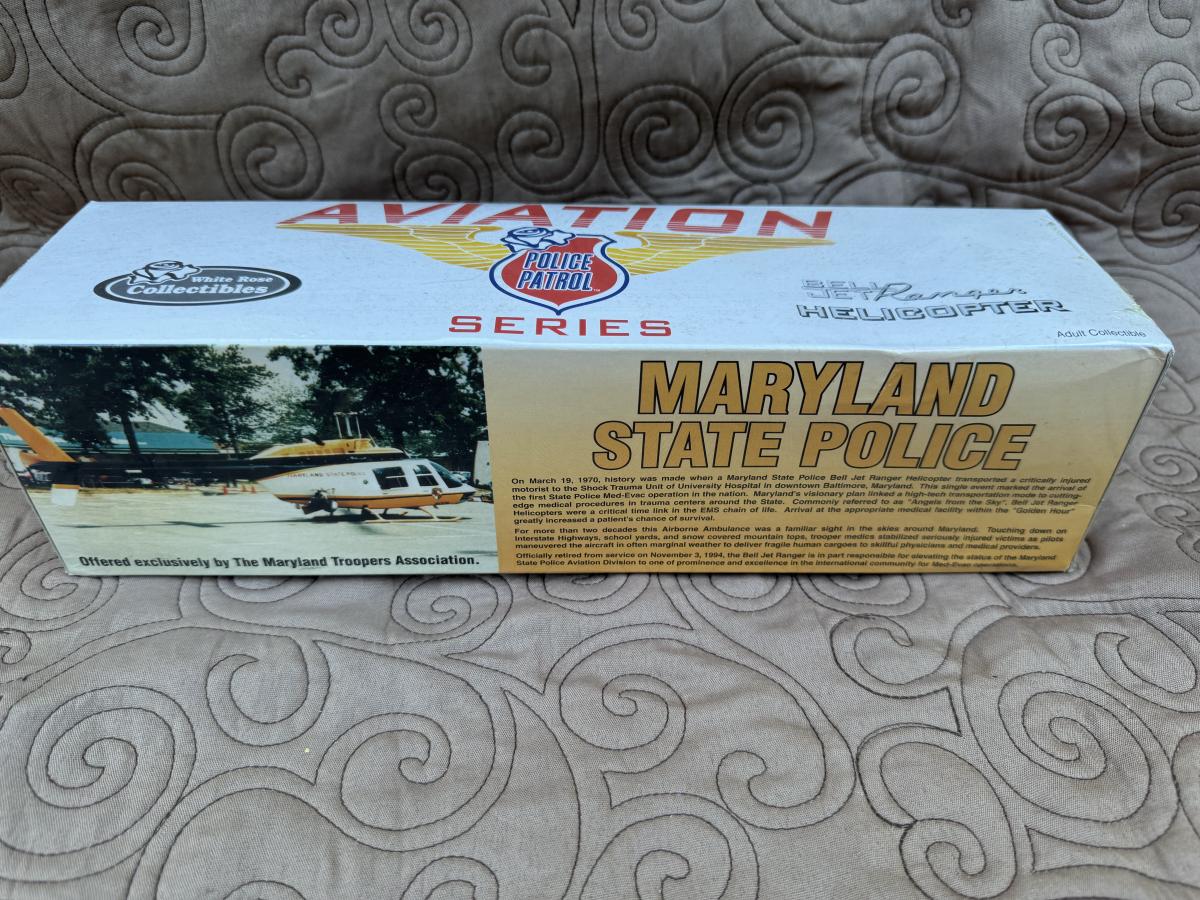 AVIATION
White Rose
Collectibles
POLICE
PATROL™
SERIES
BELL
JETRanger
HELICOPTER
Adult Collectible
MARYLAND STATE POLICE
Offered exclusively by The Maryland Troopers Association.
MARYLAND
STATE POLICE
On March 19, 1970, history was made when a Maryland State Police Bell Jet Ranger Helicopter transported a critically injured
motorist to the Shock Trauma Unit of University Hospital in downtown Baltimore, Maryland. This single event marked the arrival of
the first State Police Med-Evac operation in the nation. Maryland's visionary plan linked a high-tech transportation mode to cutting-
edge medical procedures in trauma centers around the State. Commonly referred to as "Angels from the Sky", Bell Jet Ranger
Helicopters were a critical time link in the EMS chain of life. Arrival at the appropriate medical facility within the "Golden Hour"
greatly increased a patient's chance of survival.
For more than two decades this Airborne Ambulance was a familiar sight in the skies around Maryland. Touching down on
Interstate Highways, school yards, and snow covered mountain tops, trooper medics stabilized seriously injured victims as pilots
maneuvered the aircraft in often marginal weather to deliver fragile human cargoes to skillful physicians and medical providers.
Officially retired from service on November 3, 1994, the Bell Jet Ranger is in part responsible for elevating the status of the Maryland
State Police Aviation Division to one of prominence and excellence in the international community for Med-Evac operations.